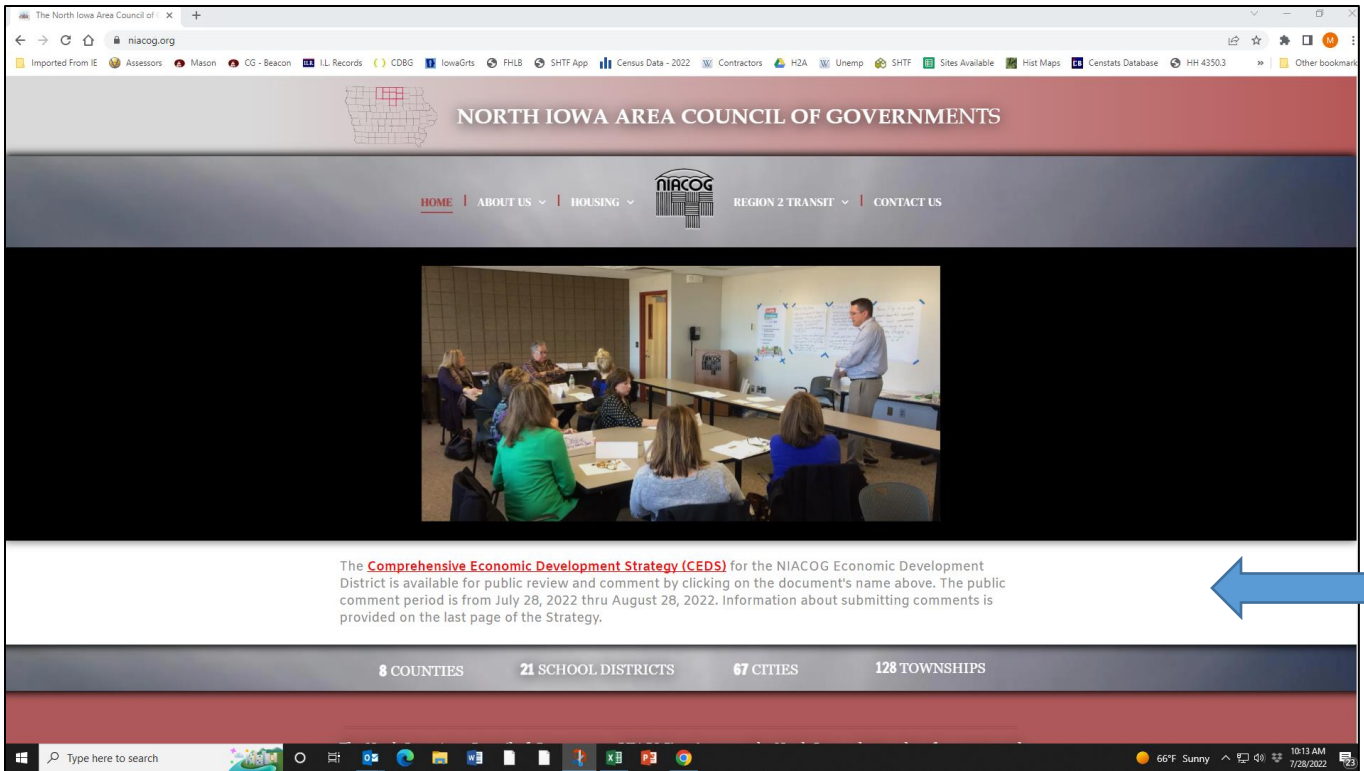 The North Iowa Area Council of G
niacog.org
M
Imported From IE Assessors Mason CG - Beacon I.L. Records CDBG IowaGrts FHLB SHTF App Census Data - 2022 Contractors H2A Unemp SHTF Sites Available Hist Maps Censtats Database HH 4350.3 » Other bookmark
NORTH IOWA AREA COUNCIL OF GOVERNMENTS
NIACOG
HOME | ABOUT US | HOUSING | REGION 2 TRANSIT | CONTACT US
The Comprehensive Economic Development Strategy (CEDS) for the NIACOG Economic Development
District is available for public review and comment by clicking on the document's name above. The public
comment period is from July 28, 2022 thru August 28, 2022. Information about submitting comments is
provided on the last page of the Strategy.
8 COUNTIES 21 SCHOOL DISTRICTS 67 CITIES 128 TOWNSHIPS
Type here to search
66°F Sunny
10:13 AM
7/28/2022
23